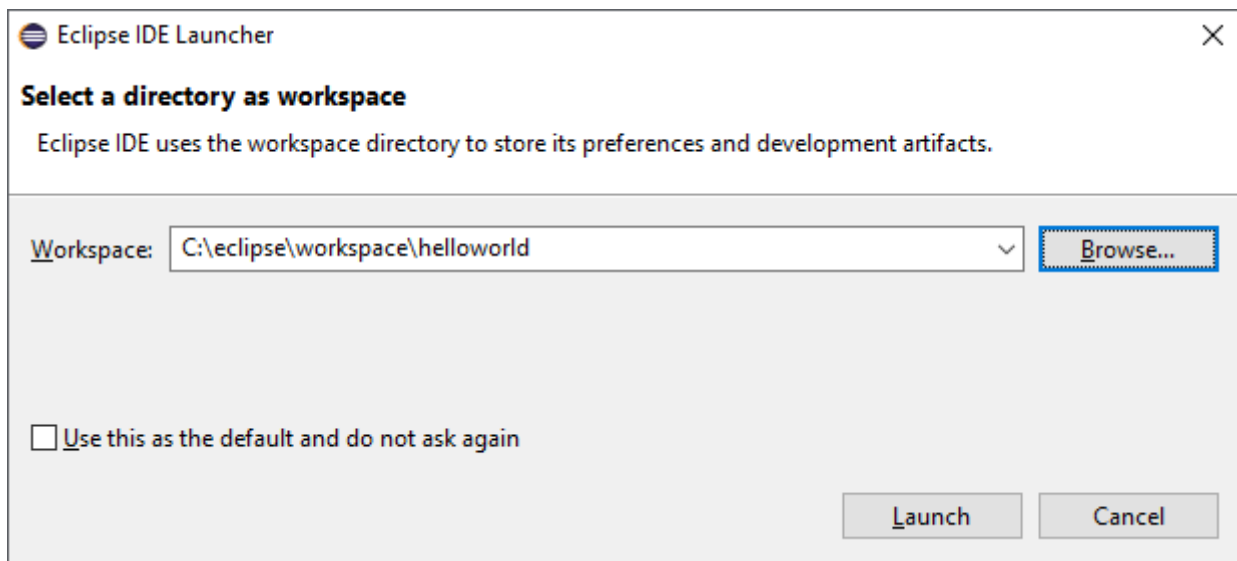 Eclipse IDE Launcher
Select a directory as workspace
Eclipse IDE uses the workspace directory to store its preferences and development artifacts.
Workspace: C:\eclipse\workspace\helloworld Browse...
Use this as the default and do not ask again
Launch Cancel